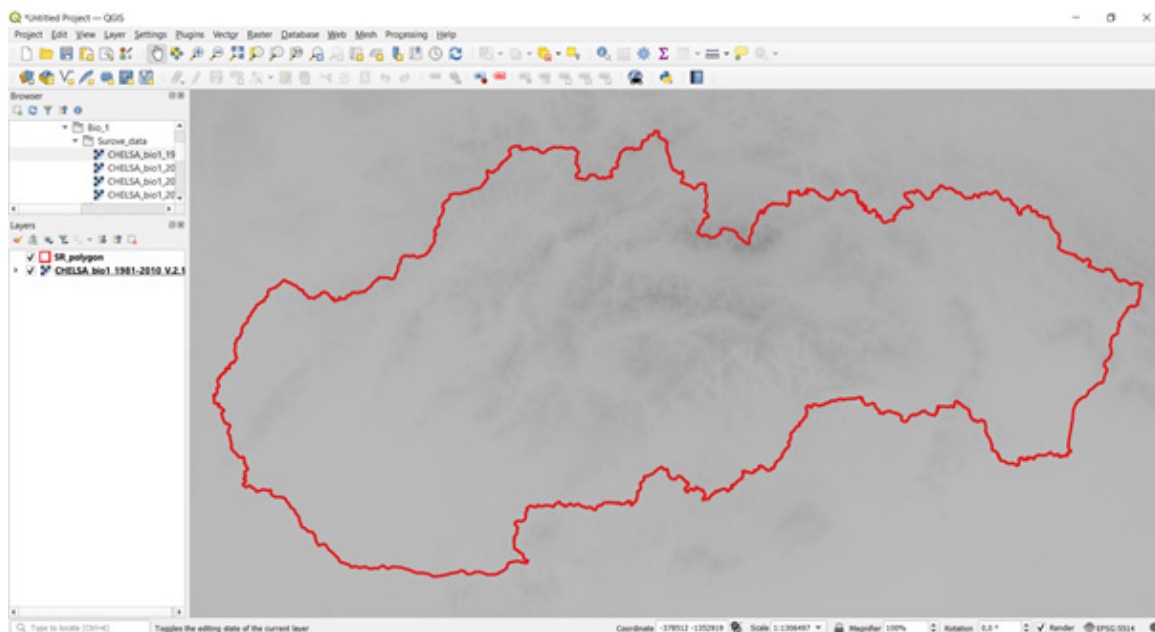 *Untitled Project — QGIS
Project Edit View Layer Settings Plugins Vector Raster Database Web Mesh Processing Help
Browser
Bio_1
Surove_data
CHELSA_bio1_19
CHELSA_bio1_20
CHELSA_bio1_20
CHELSA_bio1_20
Layers
SR_polygon
CHELSA_bio1_1981-2010_V.2.1
Type to locate (Ctrl+K)
Toggles the editing state of the current layer
Coordinate -378512 -1352919 Scale 1:1306497 Magnifier 100% Rotation 0,0 ° Render EPSG:5514